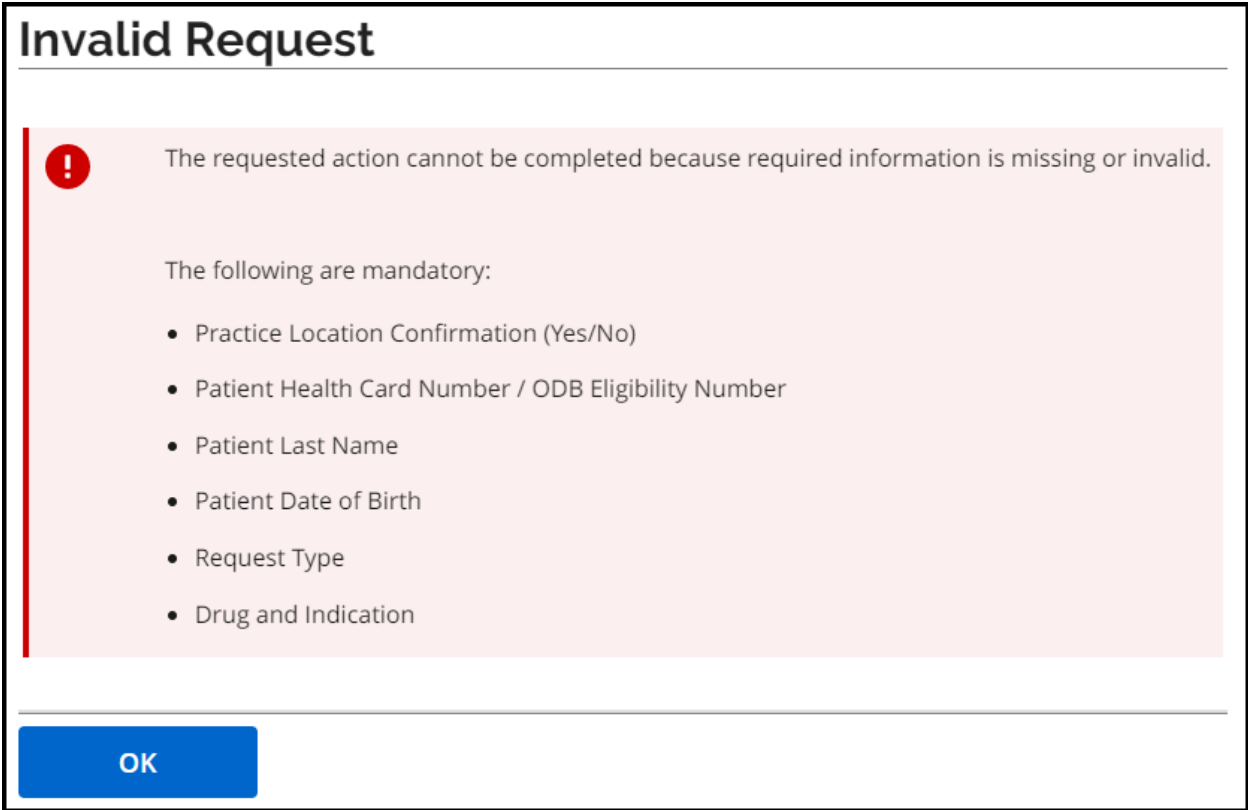 Invalid Request
!
The requested action cannot be completed because required information is missing or invalid.
The following are mandatory:
• Practice Location Confirmation (Yes/No)
• Patient Health Card Number / ODB Eligibility Number
• Patient Last Name
• Patient Date of Birth
• Request Type
• Drug and Indication
OK